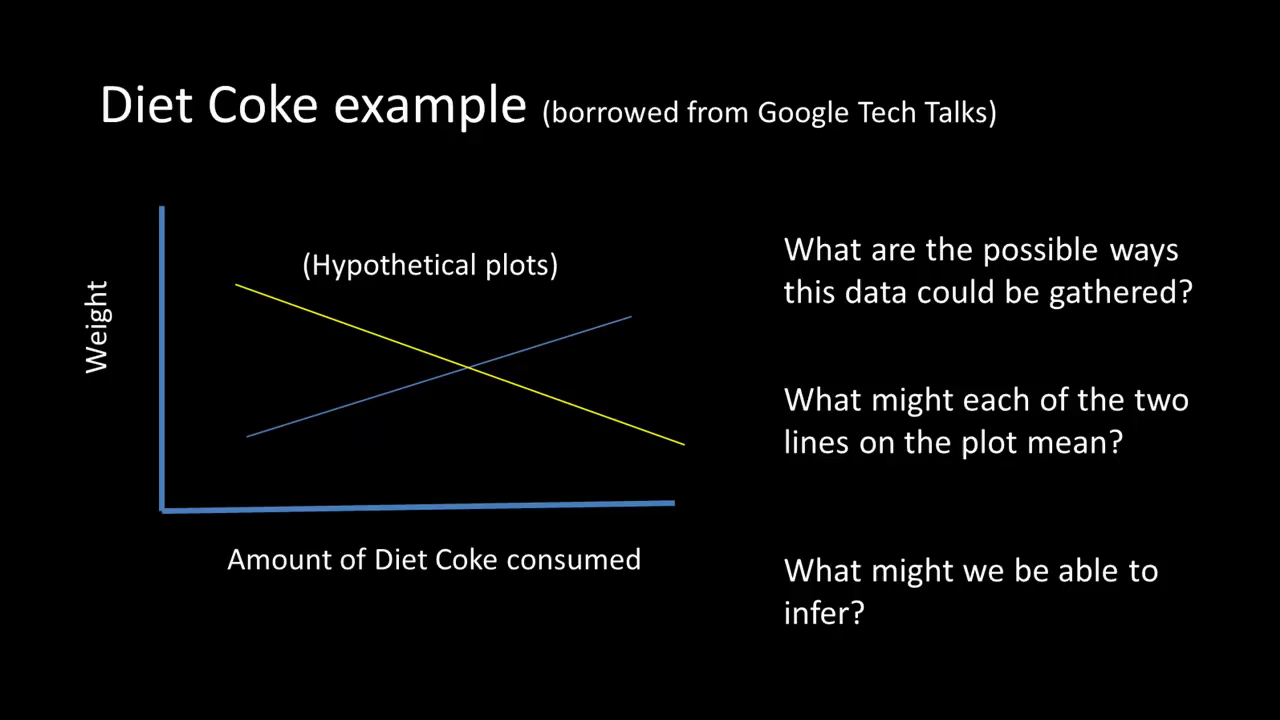 Diet Coke example (borrowed from Google Tech Talks)
(Hypothetical plots)
Weight
Amount of Diet Coke consumed
What are the possible ways
this data could be gathered?
What might each of the two
lines on the plot mean?
What might we be able to
infer?